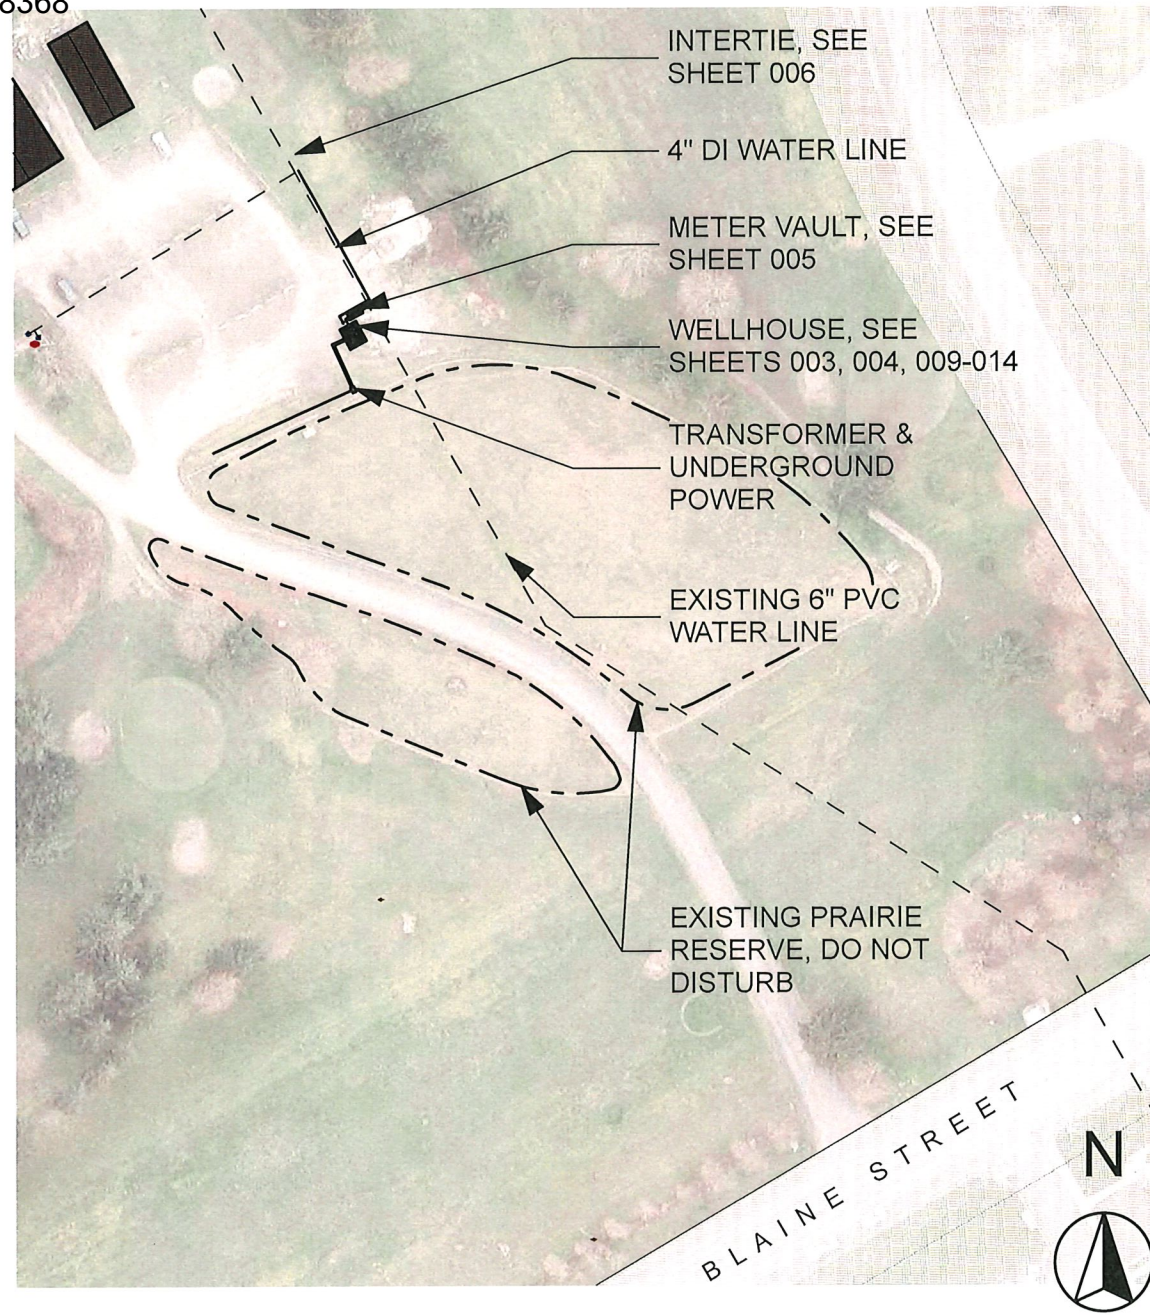 8368
INTERTIE, SEE
SHEET 006
4" DI WATER LINE
METER VAULT, SEE
SHEET 005
WELLHOUSE, SEE
SHEETS 003, 004, 009-014
TRANSFORMER &
UNDERGROUND
POWER
EXISTING 6" PVC
WATER LINE
EXISTING PRAIRIE
RESERVE, DO NOT
DISTURB
BLAINE STREET
N